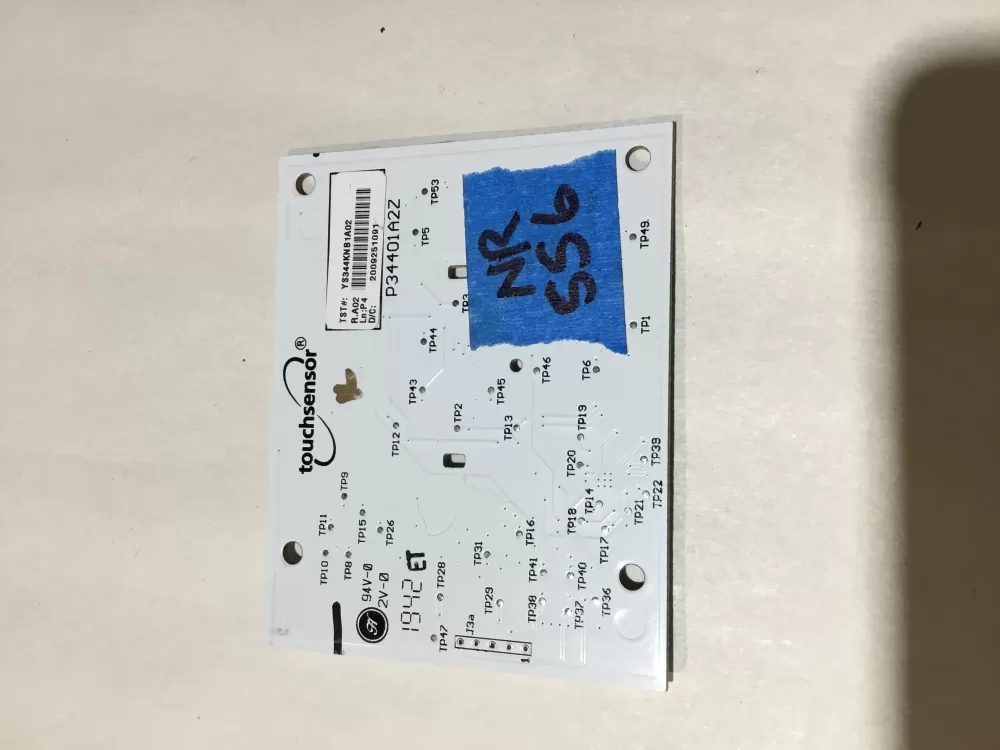 TST#: YS344KNB1A02
R.A02
Ln:P4
D/C: 2009251091
P34401A2Z
touchsensor®
NR
556
TP53
TP5
TP3
TP44
TP43
TP12
TP2
TP45
TP13
TP46
TP6
TP49
TP1
TP19
TP20
TP14
TP18
TP17
TP39
TP22
TP21
TP9
TP11
TP15
TP26
TP10
TP8
TP16
TP31
TP41
TP40
TP28
TP29
TP38
TP37
TP36
TP47
J3a
1
94V-0
2V-0
1942
ET